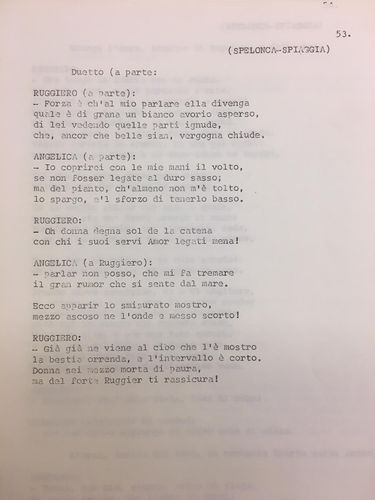 53.
(SPELONCA-SPIAGGIA)
Duetto (a parte:
RUGGIERO (a parte):
- Forza è ch'al mio parlare ella divenga
quale è di grana un bianco avorio asperso,
di lei vedendo quelle parti ignude,
che, ancor che belle sian, vergogna chiude.
ANGELICA (a parte):
- Io coprirei con le mie mani il volto,
se non fosser legate al duro sasso;
ma del pianto, ch'almeno non m'è tolto,
lo spargo, e'l sforzo di tenerlo basso.
RUGGIERO:
- Oh donna degna sol de la catena
con chi i suoi servi Amor legati mena!
ANGELICA (a Ruggiero):
- parlar non posso, che mi fa tremare
il gran rumor che si sente dal mare.
Ecco apparir lo smisurato mostro,
mezzo ascoso ne l'onde e mosso scorto!
RUGGIERO:
- Già già ne viene al cibo che l'è mostro
la bestia orrenda, e l'intervallo è corto.
Donna sei mezzo morta di paura,
ma del forte Ruggier ti rassicura!